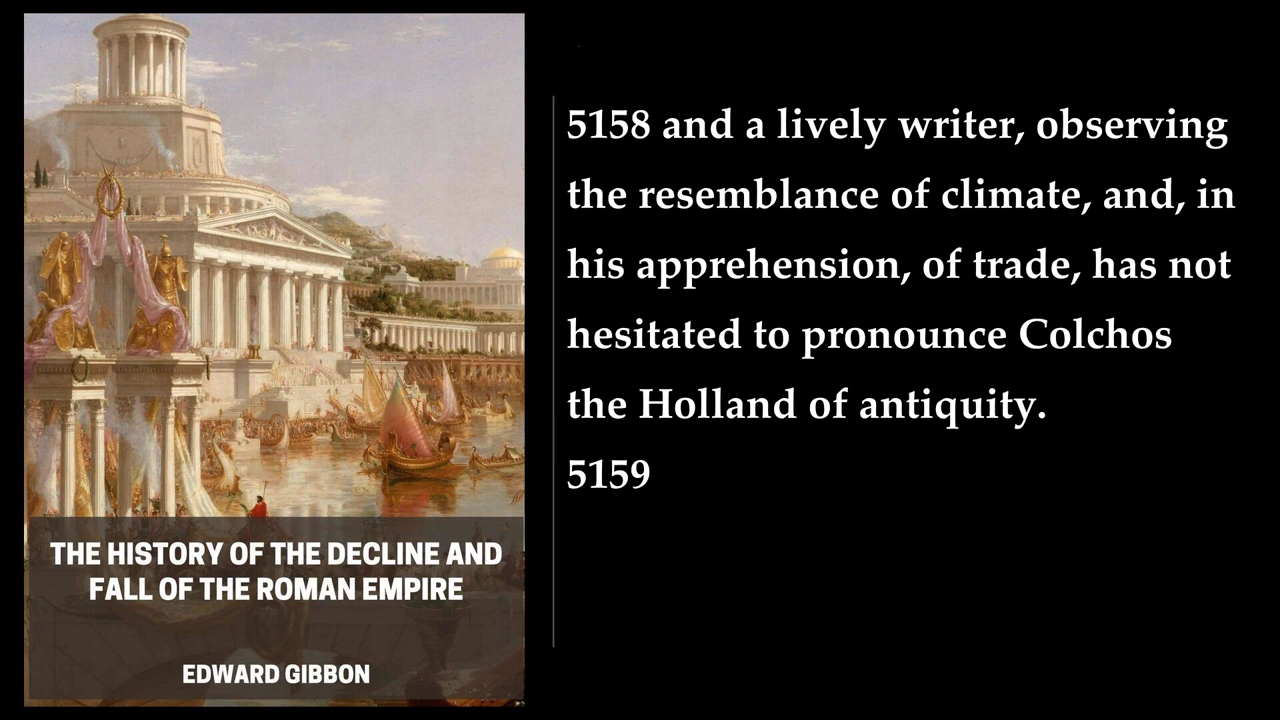 THE HISTORY OF THE DECLINE AND
FALL OF THE ROMAN EMPIRE
EDWARD GIBBON
5158 and a lively writer, observing
the resemblance of climate, and, in
his apprehension, of trade, has not
hesitated to pronounce Colchos
the Holland of antiquity.
5159